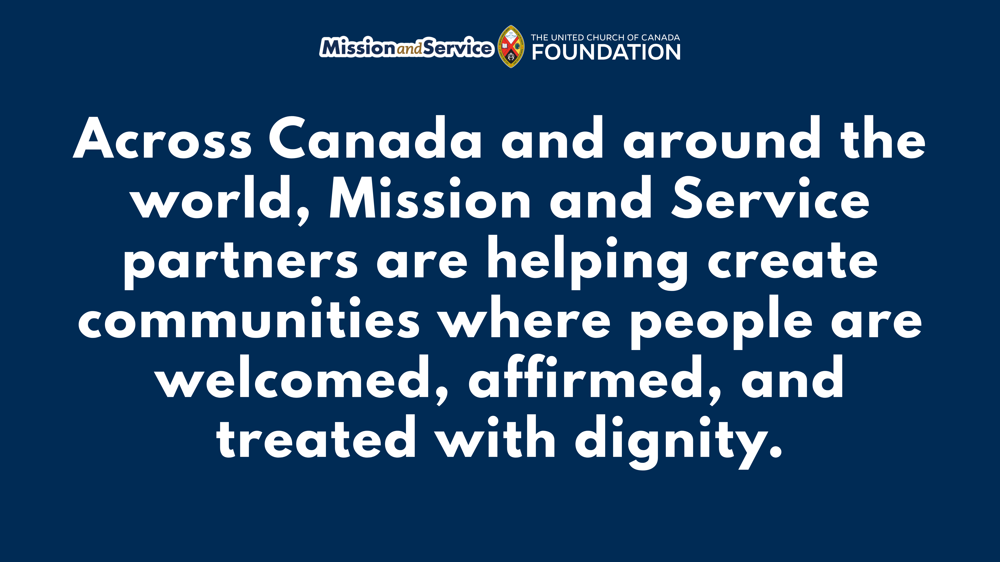 MissionandService
THE UNITED CHURCH OF CANADA
FOUNDATION
Across Canada and around the
world, Mission and Service
partners are helping create
communities where people are
welcomed, affirmed, and
treated with dignity.